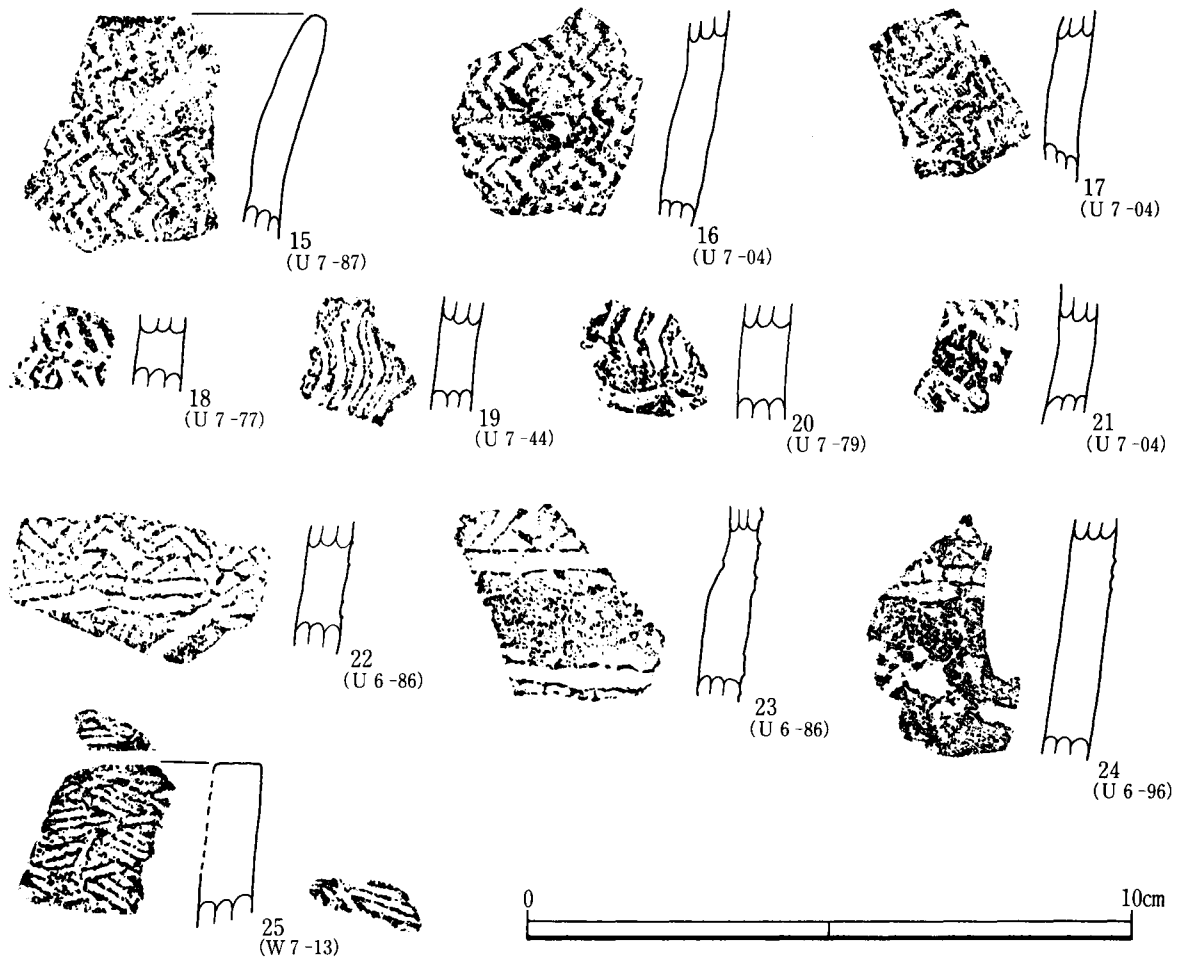 15
(U 7-87)
16
(U 7-04)
17
(U 7-04)
18
(U 7-77)
19
(U 7-44)
20
(U 7-79)
21
(U 7-04)
22
(U 6-86)
23
(U 6-86)
24
(U 6-96)
25
(W 7-13)
0 10cm